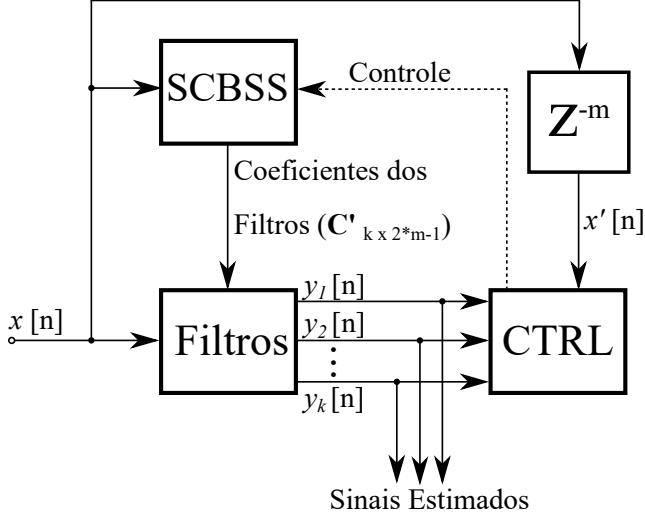 SCBSS
Controle
Z-m
Coeficientes dos
Filtros (C' k x 2*m-1)
x' [n]
x [n]
Filtros
y1 [n]
y2 [n]
yk [n]
CTRL
Sinais Estimados